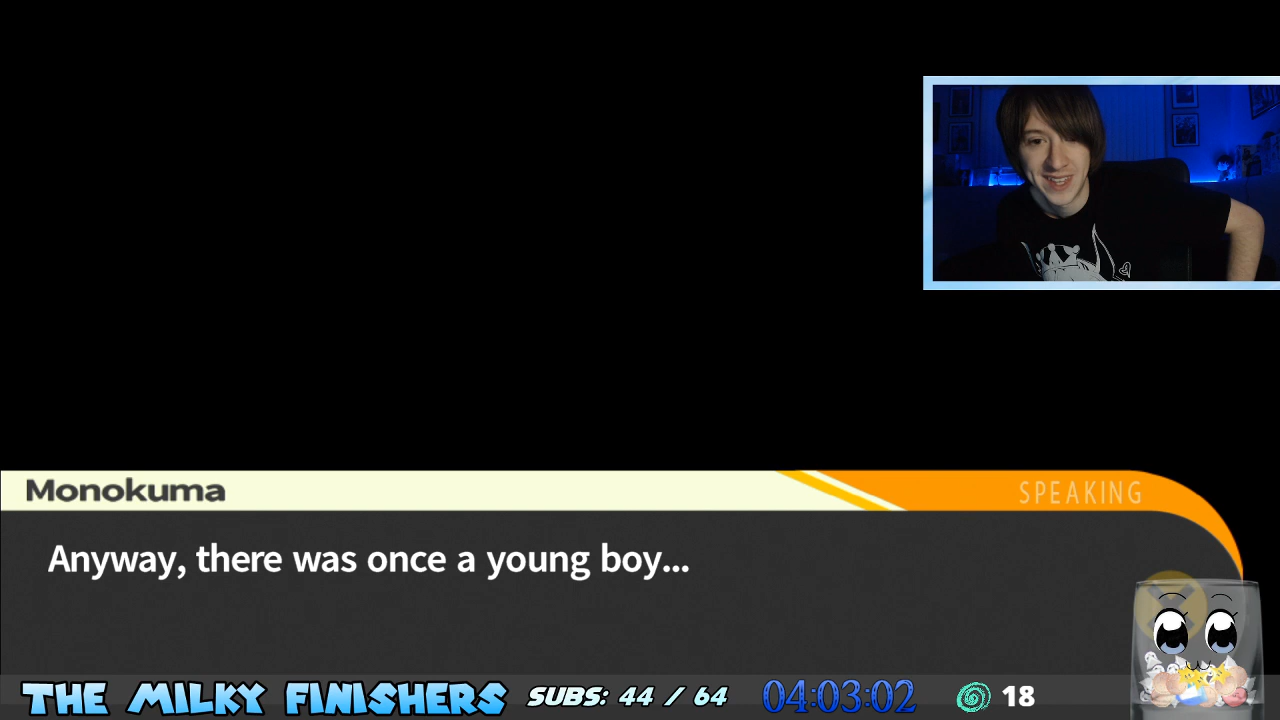 Monokuma
SPEAKING
Anyway, there was once a young boy...
THE MILKY FINISHERS SUBS: 44 / 64 04:03:02 18